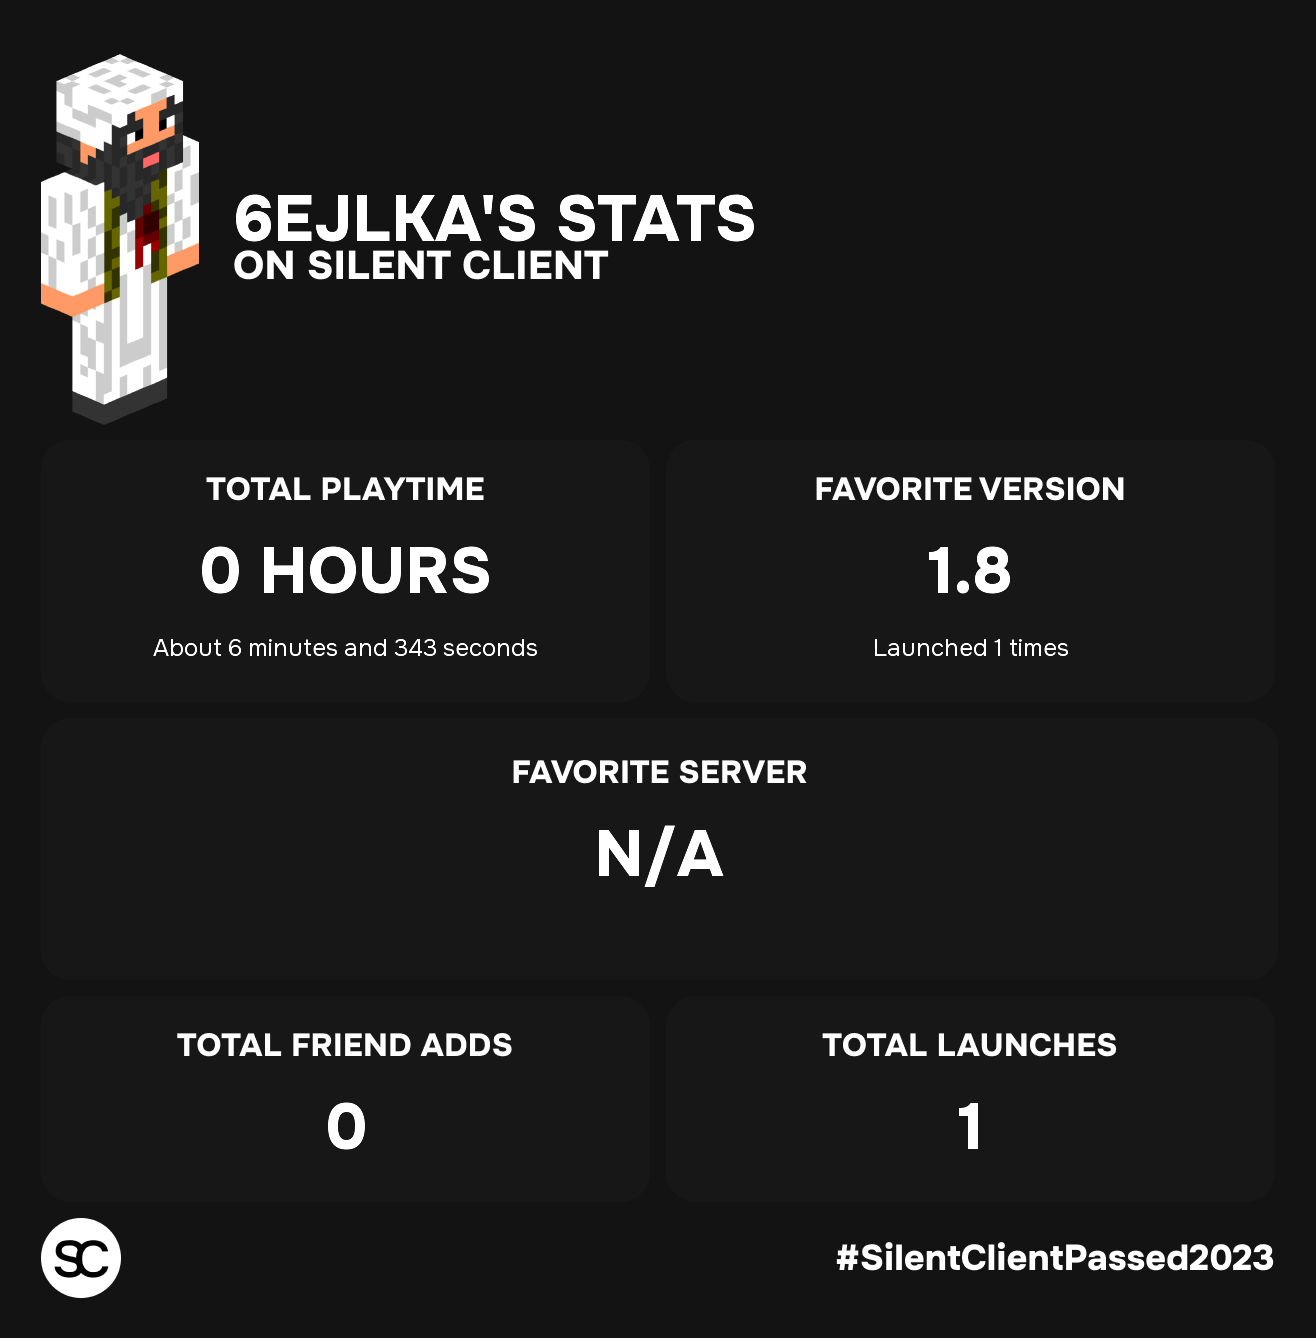 6EJLKA'S STATS
ON SILENT CLIENT
TOTAL PLAYTIME
0 HOURS
About 6 minutes and 343 seconds
FAVORITE VERSION
1.8
Launched 1 times
FAVORITE SERVER
N/A
TOTAL FRIEND ADDS
0
TOTAL LAUNCHES
1
SC
#SilentClientPassed2023